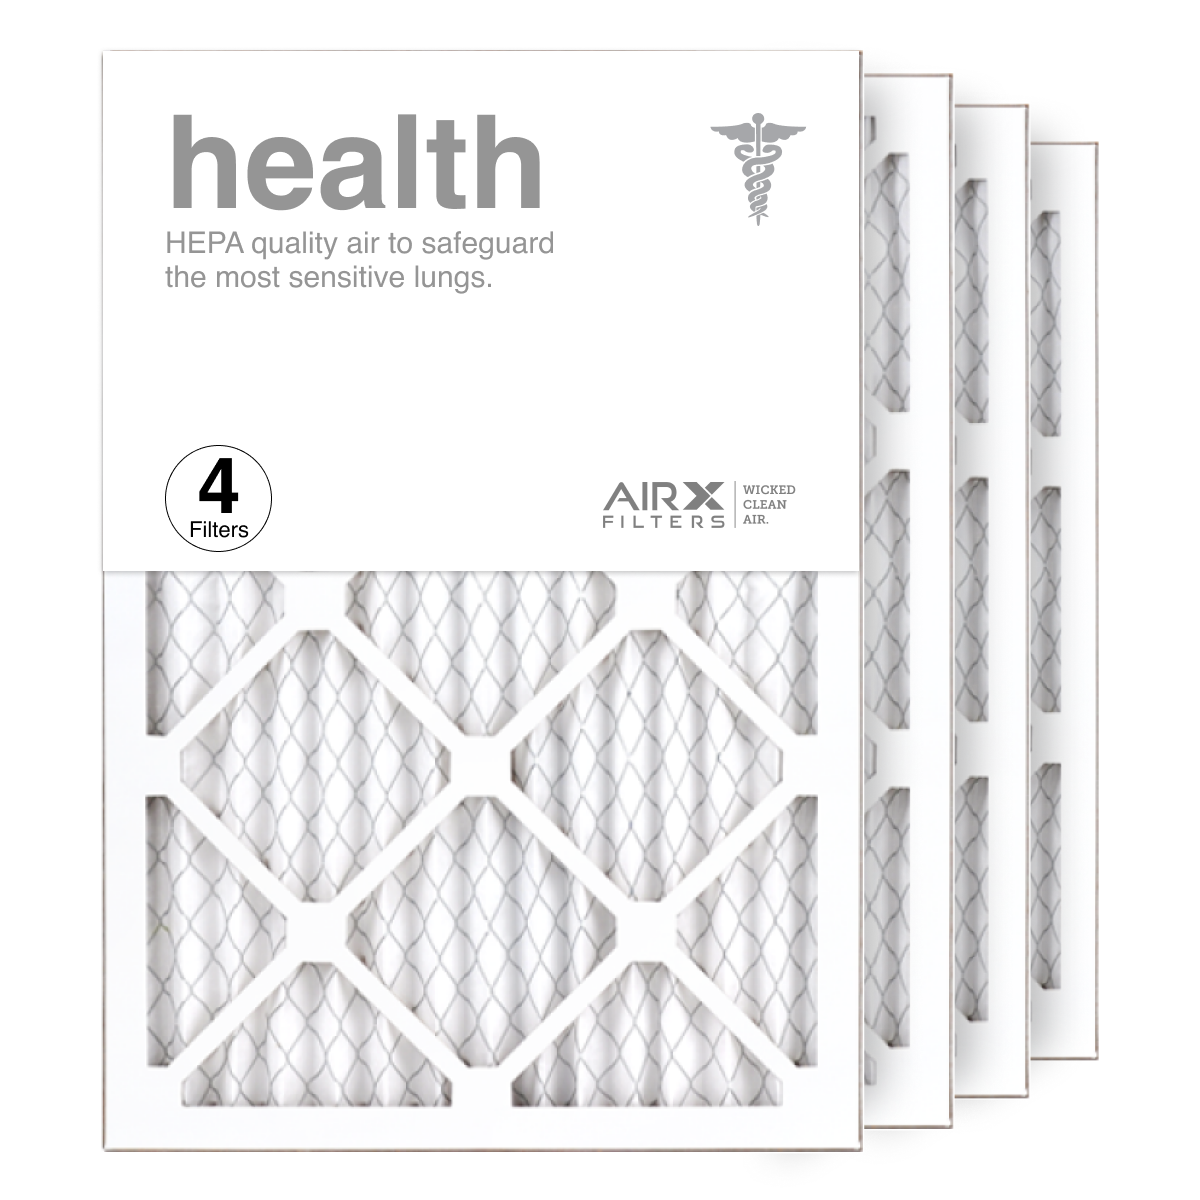 health
HEPA quality air to safeguard
the most sensitive lungs.
4
Filters
AIRX
FILTERS
WICKED
CLEAN
AIR.